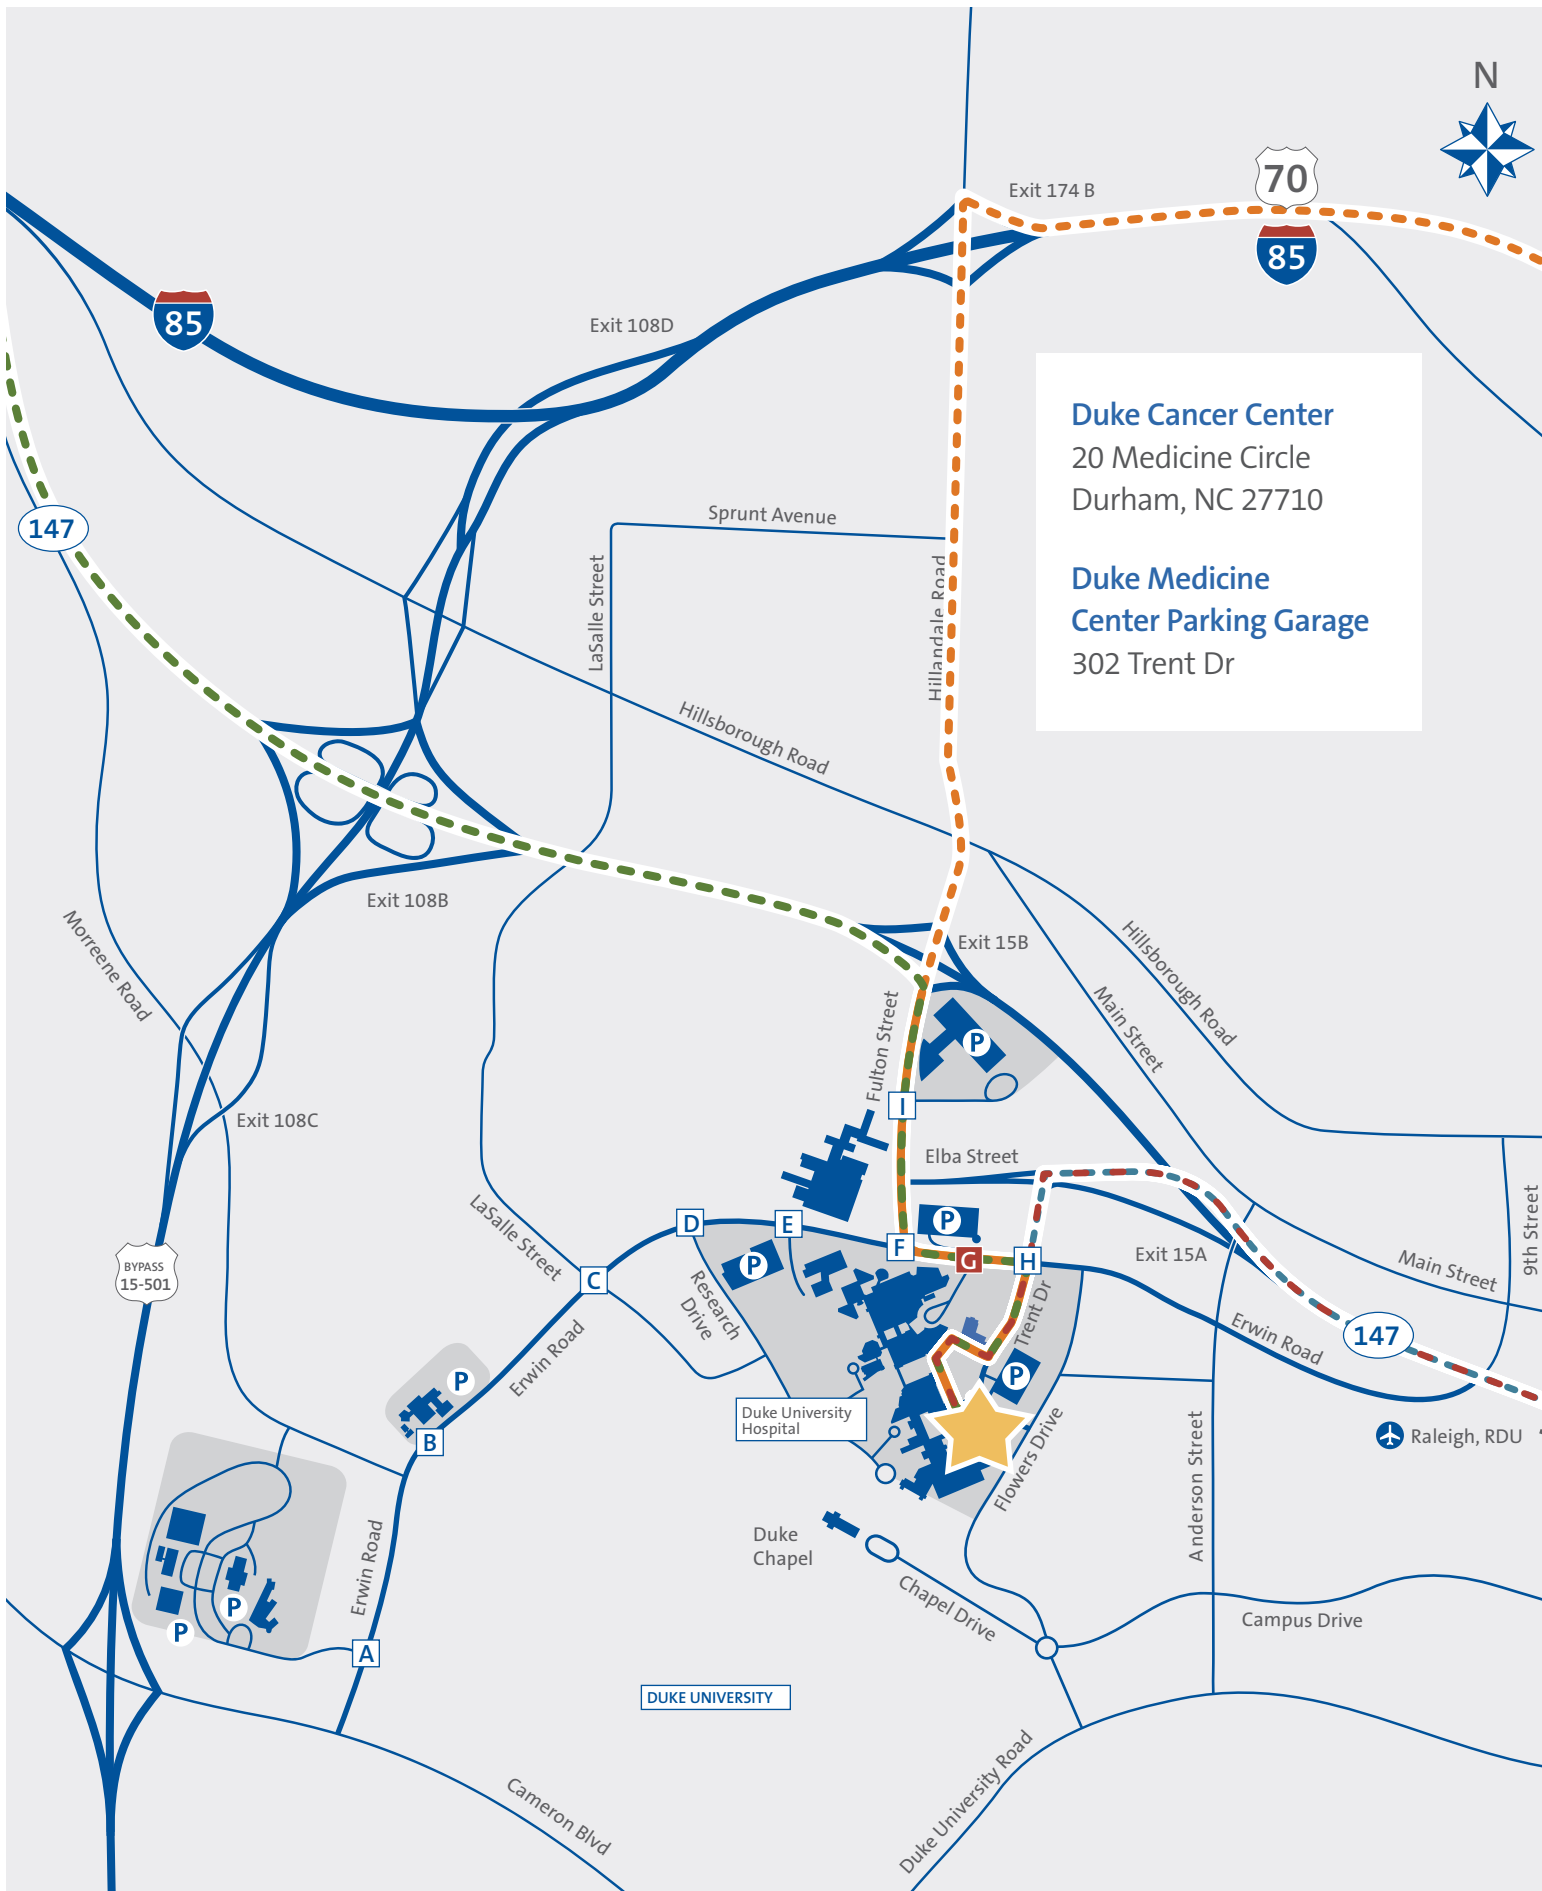 N
70
Exit 174 B
85
85
Exit 108D
Duke Cancer Center
20 Medicine Circle
Durham, NC 27710
Duke Medicine
Center Parking Garage
302 Trent Dr
147
Sprunt Avenue
LaSalle Street
Hillandale Road
Hillsborough Road
Exit 108B
Morreene Road
Exit 15B
Hillsborough Road
Main Street
Fulton Street
P
I
Exit 108C
Elba Street
LaSalle Street
D
E
F
P
G
H
Exit 15A
9th Street
Main Street
BYPASS
15-501
C
P
Research
Drive
Trent Dr
Erwin Road
147
Erwin Road
P
P
B
Duke University
Hospital
Flowers Drive
Anderson Street
Raleigh, RDU
Duke
Chapel
Erwin Road
P
P
A
Chapel Drive
Campus Drive
DUKE UNIVERSITY
Cameron Blvd
Duke University Road